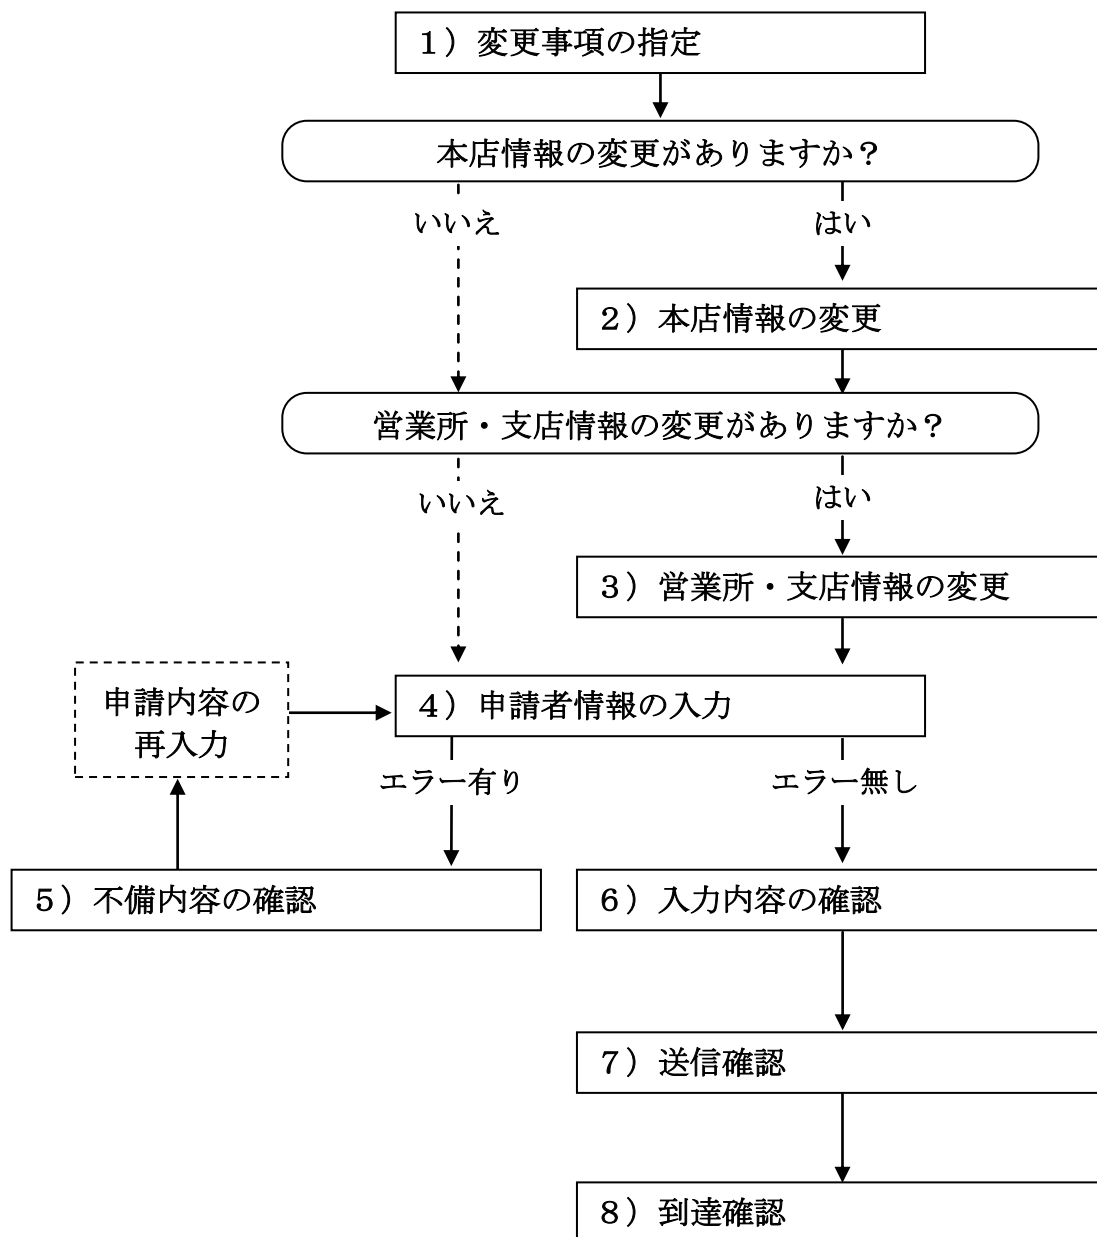 １）変更事項の指定
本店情報の変更がありますか？
いいえ
はい
２）本店情報の変更
営業所・支店情報の変更がありますか？
いいえ
はい
３）営業所・支店情報の変更
申請内容の
再入力
４）申請者情報の入力
エラー有り
エラー無し
５）不備内容の確認
６）入力内容の確認
７）送信確認
８）到達確認